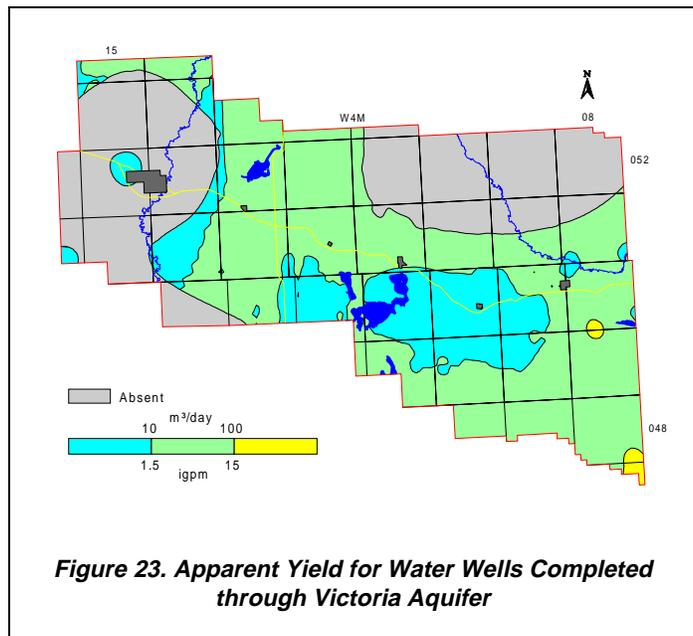 15
N
W4M
08
052
Absent
m³/day
10 100
1.5 15
igpm
048
Figure 23. Apparent Yield for Water Wells Completed
through Victoria Aquifer